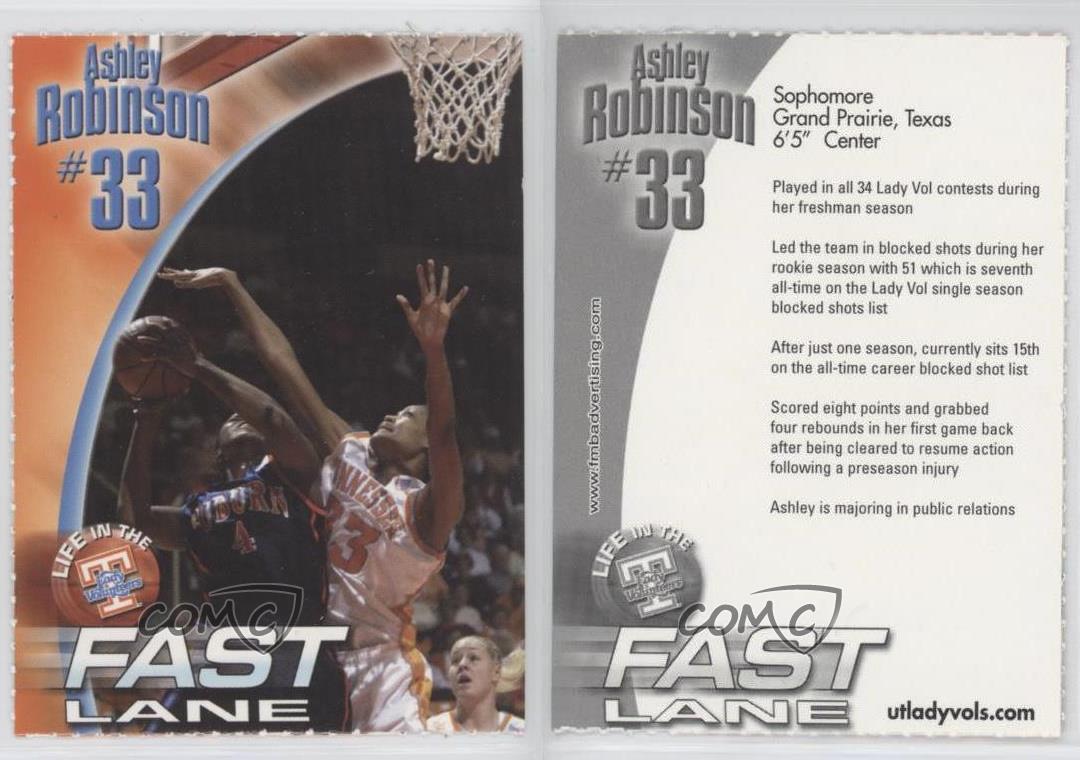 Ashley
Robinson
#33
TENNESSEE
33
AUBURN
4
LIFE IN THE
T
Lady
Volunteers
COMC
FAST
LANE
Ashley
Robinson
#33
Sophomore
Grand Prairie, Texas
6'5" Center
Played in all 34 Lady Vol contests during
her freshman season
Led the team in blocked shots during her
rookie season with 51 which is seventh
all-time on the Lady Vol single season
blocked shots list
After just one season, currently sits 15th
on the all-time career blocked shot list
Scored eight points and grabbed
four rebounds in her first game back
after being cleared to resume action
following a preseason injury
Ashley is majoring in public relations
www.fmbadvertising.com
LIFE IN THE
T
Lady
Volunteers
COMC
FAST
LANE
utladyvols.com